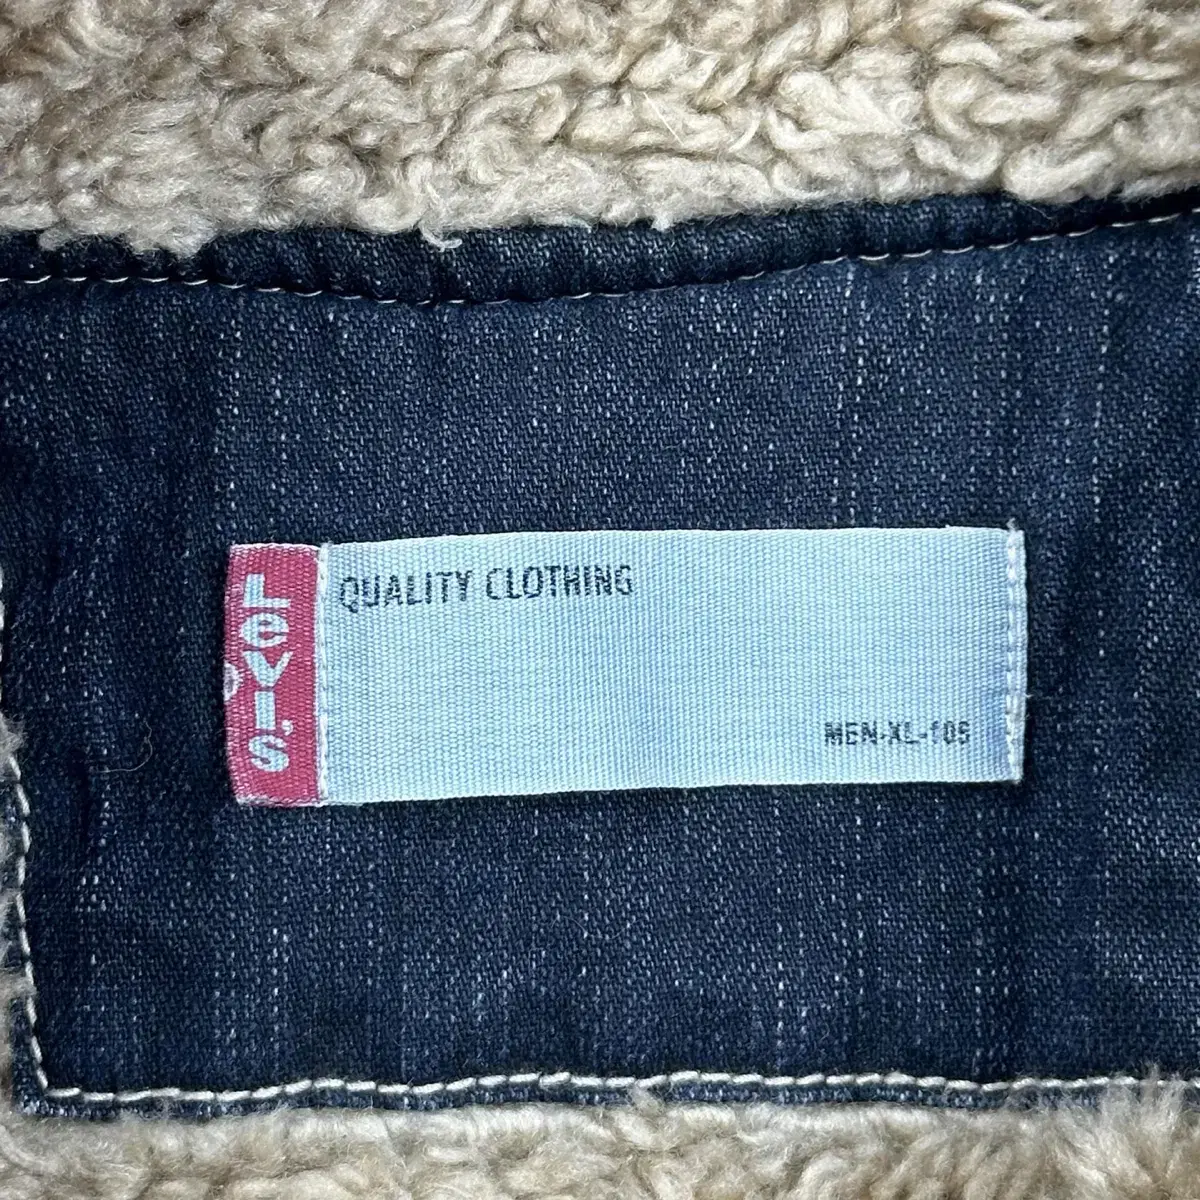 Levi's
QUALITY CLOTHING
MEN-XL-105